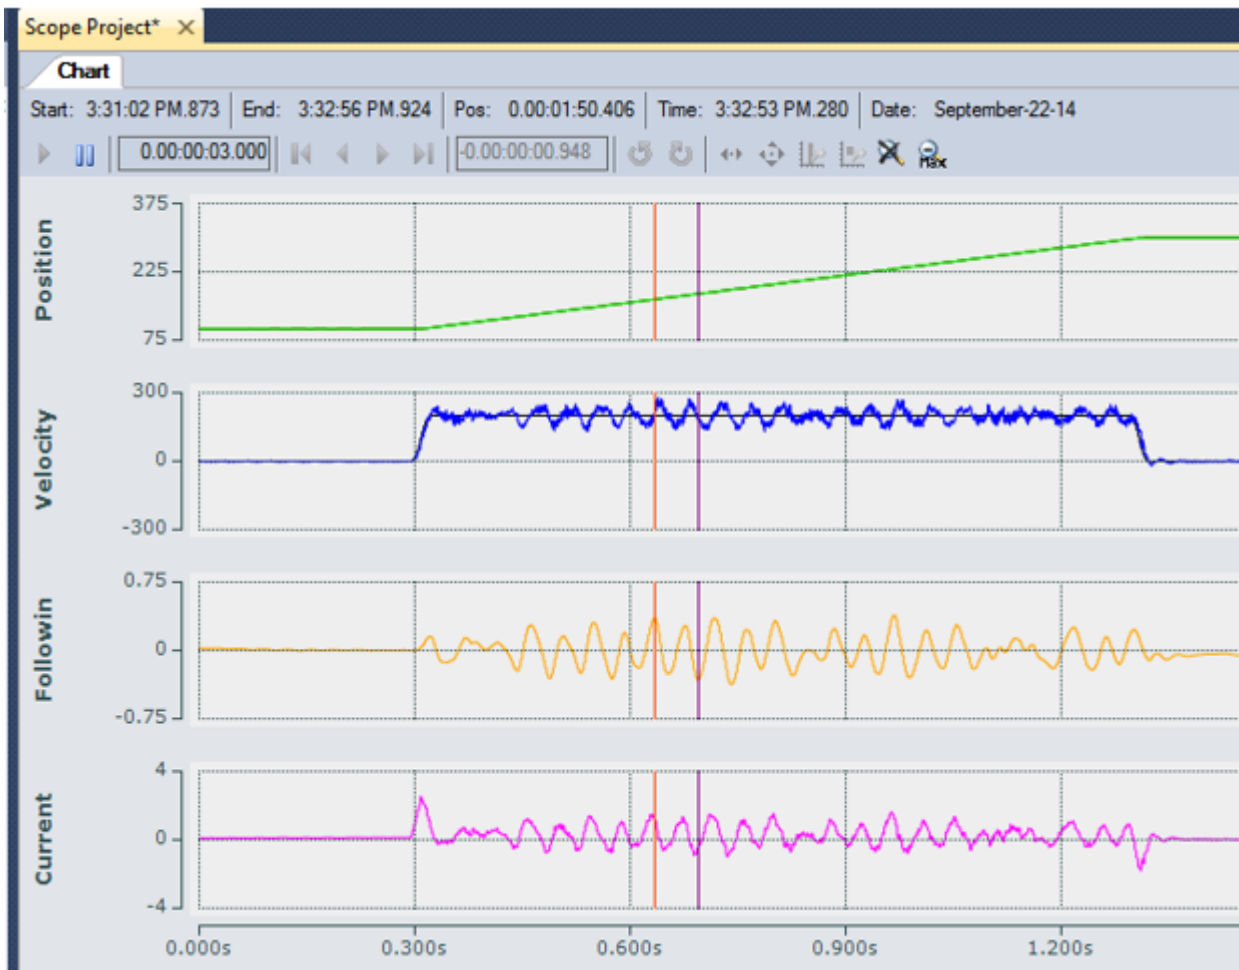 Scope Project*
Chart
Start: 3:31:02 PM.873 End: 3:32:56 PM.924 Pos: 0.00:01:50.406 Time: 3:32:53 PM.280 Date: September-22-14
0.00:00:03.000 -0.00:00:00.948 Max
Position
375
225
75
Velocity
300
0
-300
Followin
0.75
0
-0.75
Current
4
0
-4
0.000s 0.300s 0.600s 0.900s 1.200s